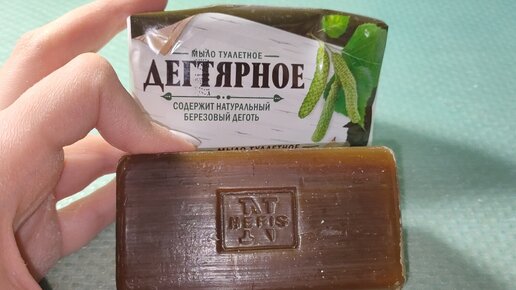 МЫЛО ТУАЛЕТНОЕ
ДЕГТЯРНОЕ
СОДЕРЖИТ НАТУРАЛЬНЫЙ
БЕРЕЗОВЫЙ ДЕГОТЬ
МЫЛО ТУАЛЕТНОЕ
N
NEFIS